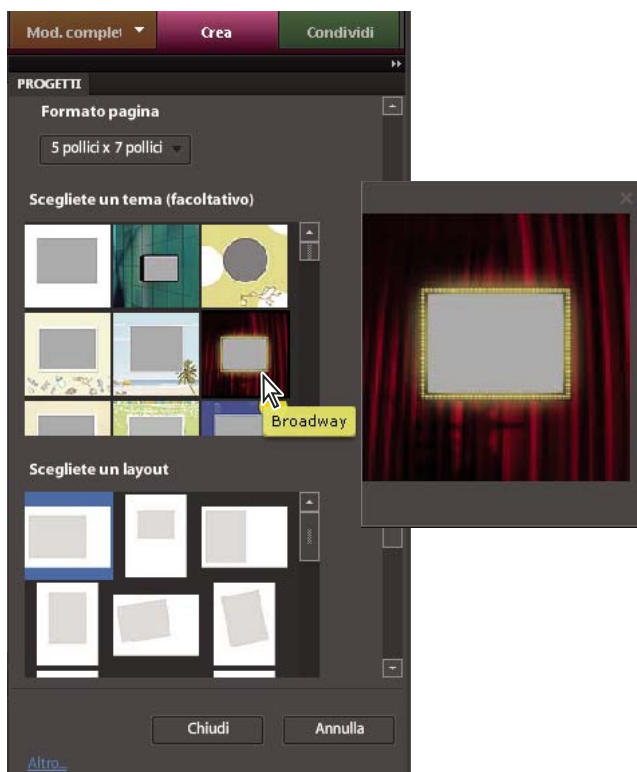 Mod. complet Crea Condividi
PROGETTI
Formato pagina
5 pollici x 7 pollici
Scegliete un tema (facoltativo)
Broadway
Scegliete un layout
Chiudi Annulla
Altro...